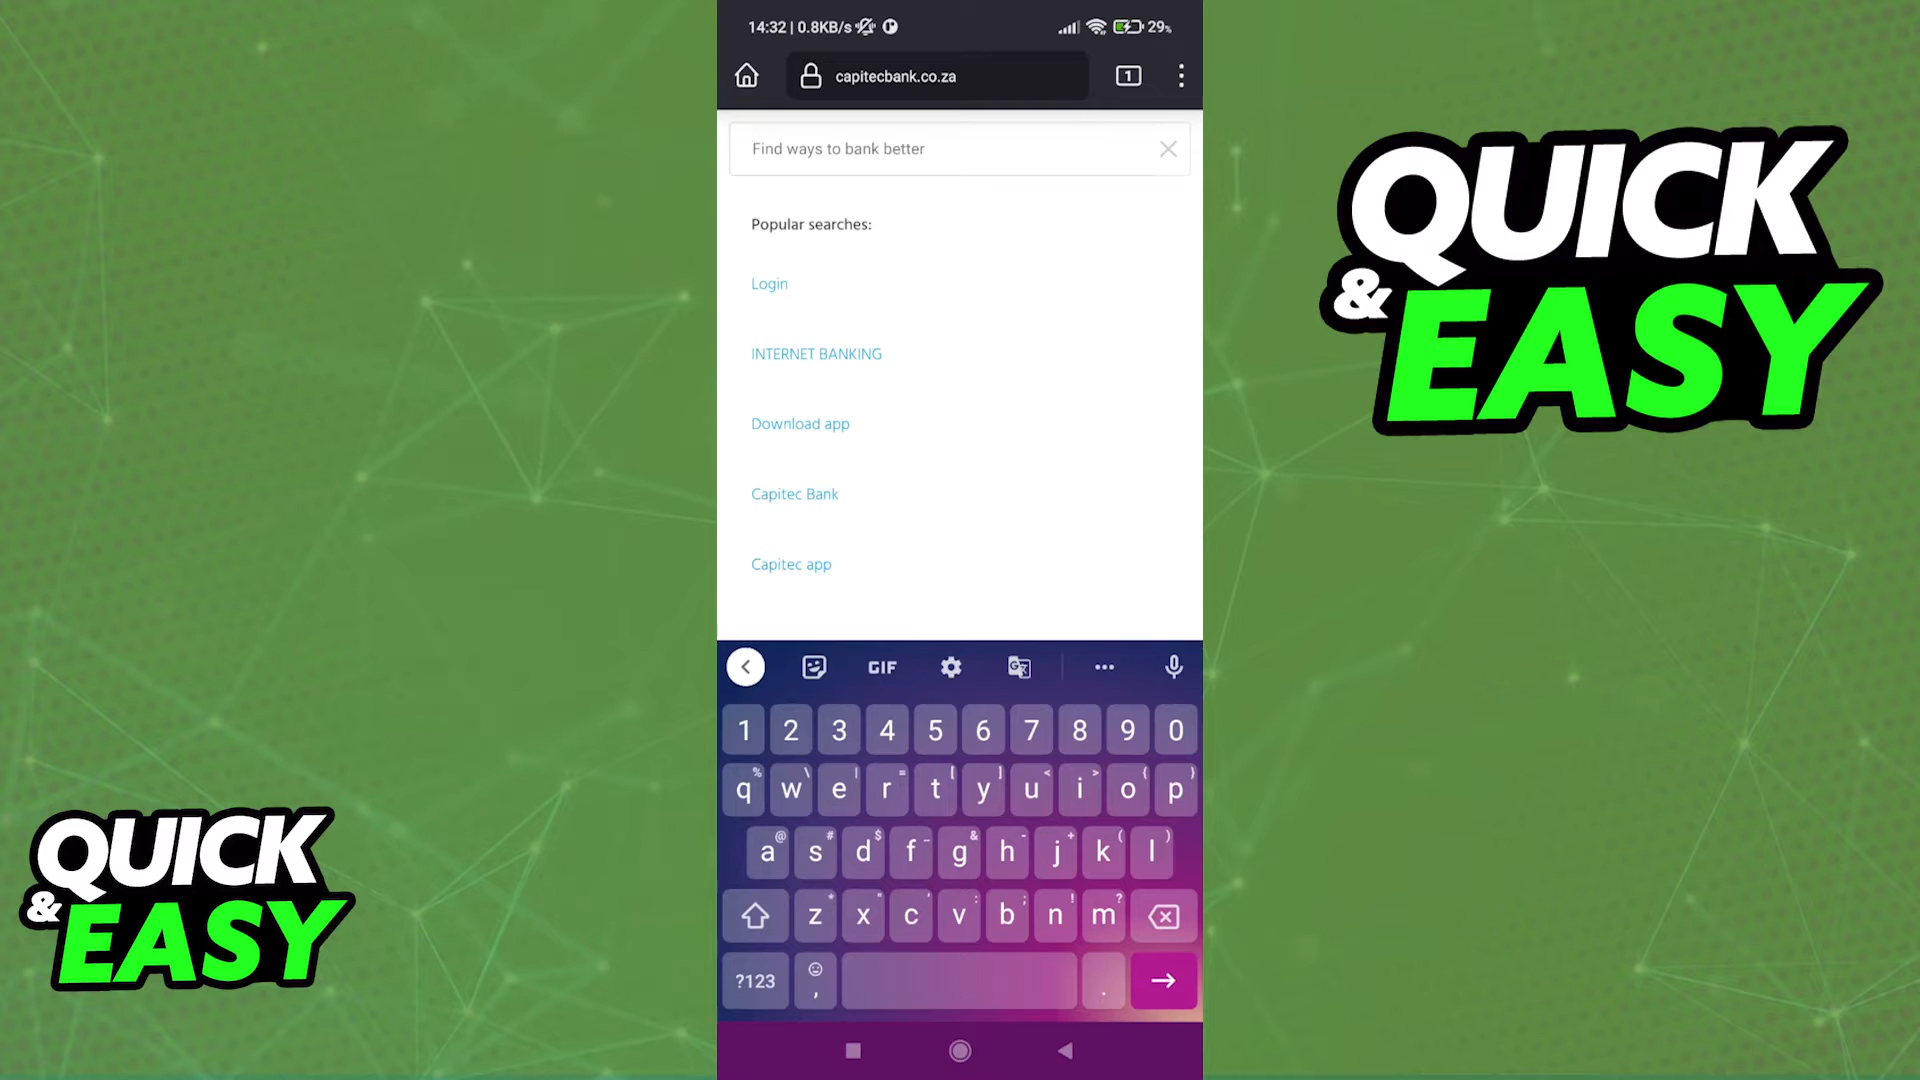 14:32 | 0.8KB/s
29%
capitecbank.co.za
1
Find ways to bank better
Popular searches:
Login
INTERNET BANKING
Download app
Capitec Bank
Capitec app
GIF
1 2 3 4 5 6 7 8 9 0
% \ | = [ ] < > { }
q w e r t y u i o p
@ # $ _ & - + ( )
a s d f g h j k l
* " ' : ; ! ?
z x c v b n m
?123 , .
QUICK
& EASY
QUICK
& EASY